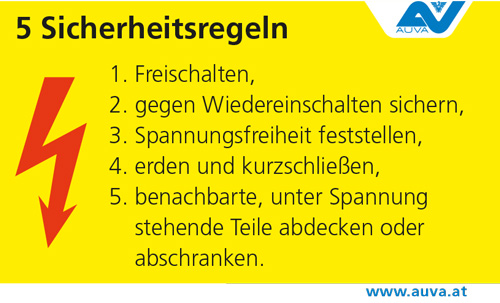 5 Sicherheitsregeln
AUVA
1. Freischalten,
2. gegen Wiedereinschalten sichern,
3. Spannungsfreiheit feststellen,
4. erden und kurzschließen,
5. benachbarte, unter Spannung
stehende Teile abdecken oder
abschranken.
www.auva.at